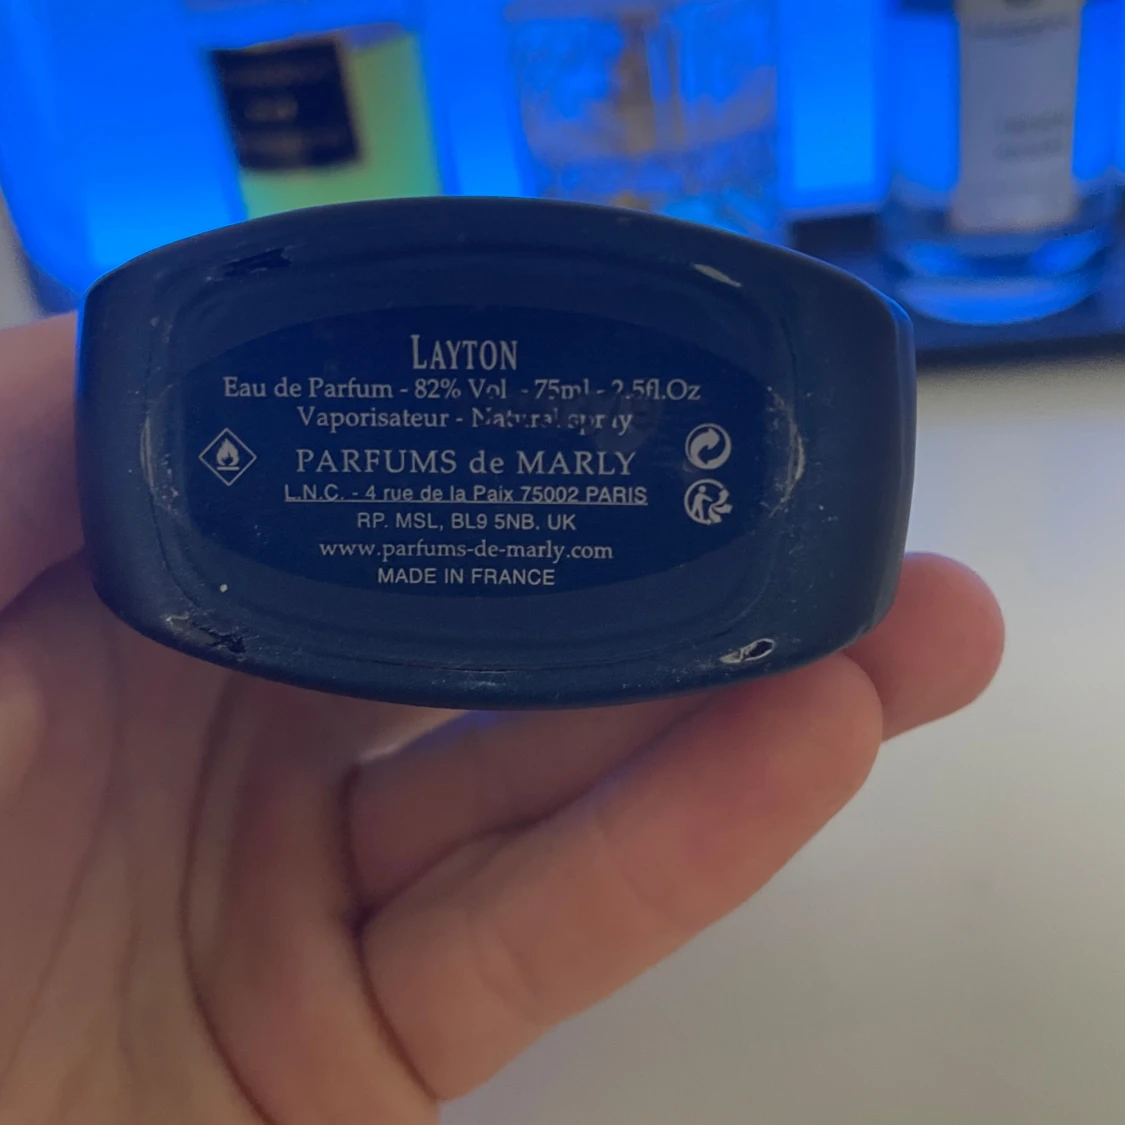 LAYTON
Eau de Parfum - 82% Vol - 75ml - 2.5fl.Oz
Vaporisateur - Natural spray
PARFUMS de MARLY
L.N.C. - 4 rue de la Paix 75002 PARIS
RP. MSL, BL9 5NB. UK
www.parfums-de-marly.com
MADE IN FRANCE